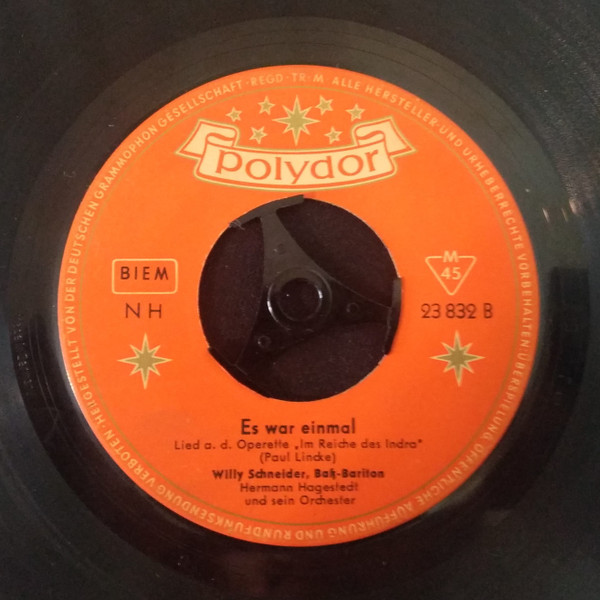 HERGESTELLT VON DER DEUTSCHEN GRAMMOPHON GESELLSCHAFT · REGD · TR · M · ALLE HERSTELLER- UND URHEBERRECHTE VORBEHALTEN ÜBERSPIELUNG ÖFFENTLICHE AUFFÜHRUNG UND RUNDFUNKSENDUNG VERBOTEN ·
Polydor
BIEM
M
45
NH
23 832 B
Es war einmal
Lied a. d. Operette „Im Reiche des Indra"
(Paul Lincke)
Willy Schneider, Baß-Bariton
Hermann Hagestedt
und sein Orchester